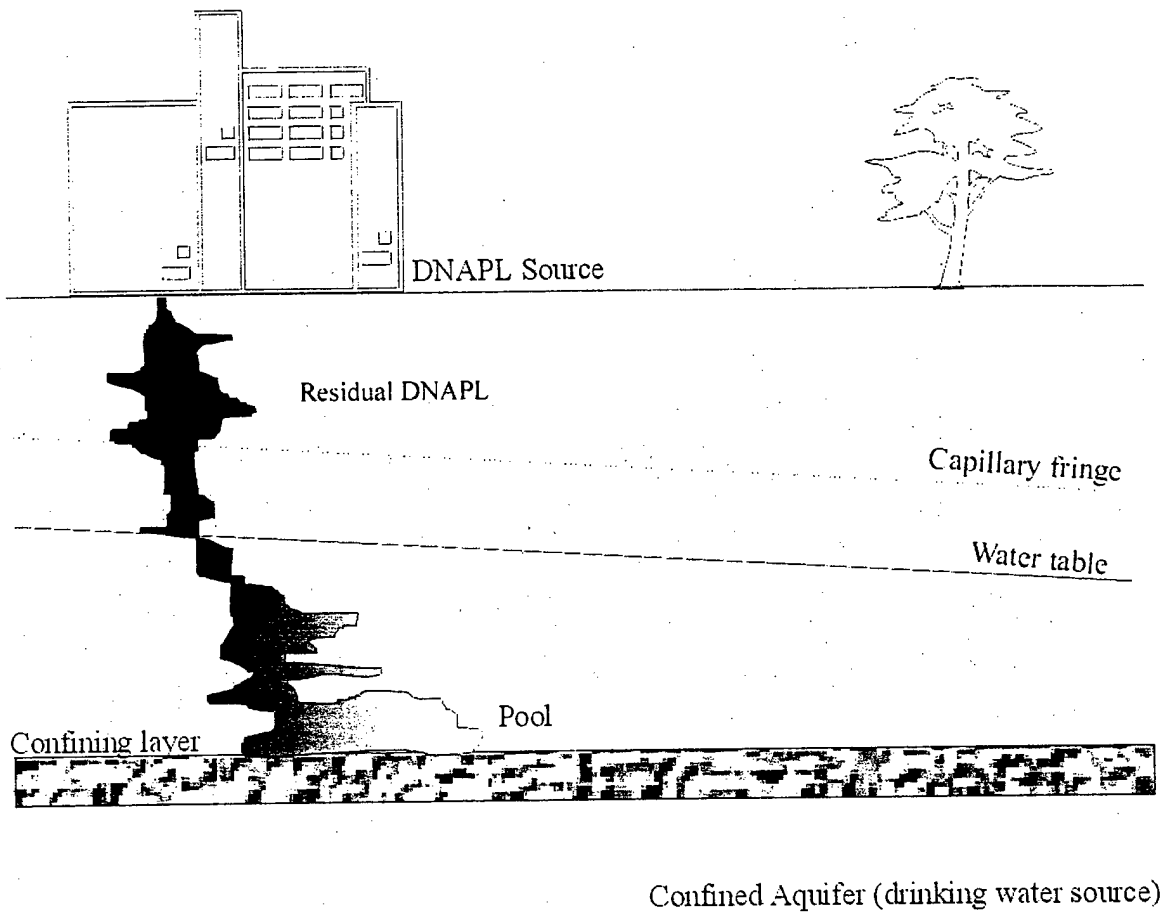 DNAPL Source
Residual DNAPL
Capillary fringe
Water table
Pool
Confining layer
Confined Aquifer (drinking water source)